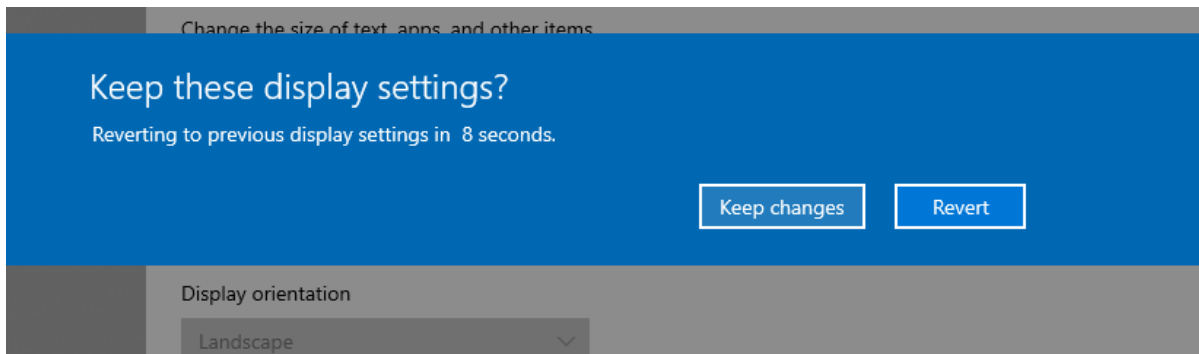 Change the size of text, apps, and other items
Keep these display settings?
Reverting to previous display settings in  8 seconds.
Keep changes
Revert
Display orientation
Landscape